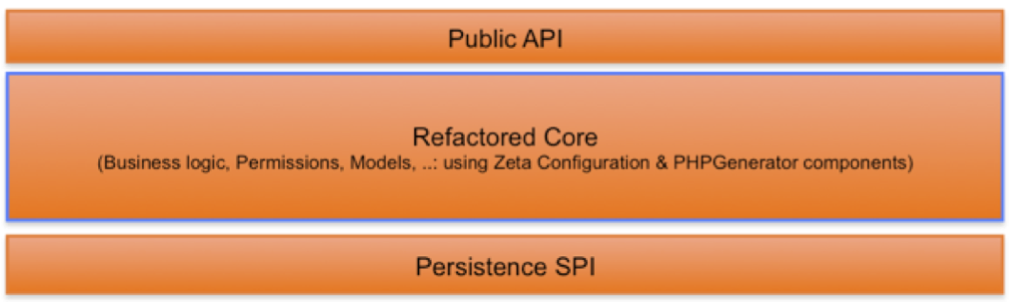 Public API
Refactored Core
(Business logic, Permissions, Models, ..: using Zeta Configuration & PHPGenerator components)
Persistence SPI